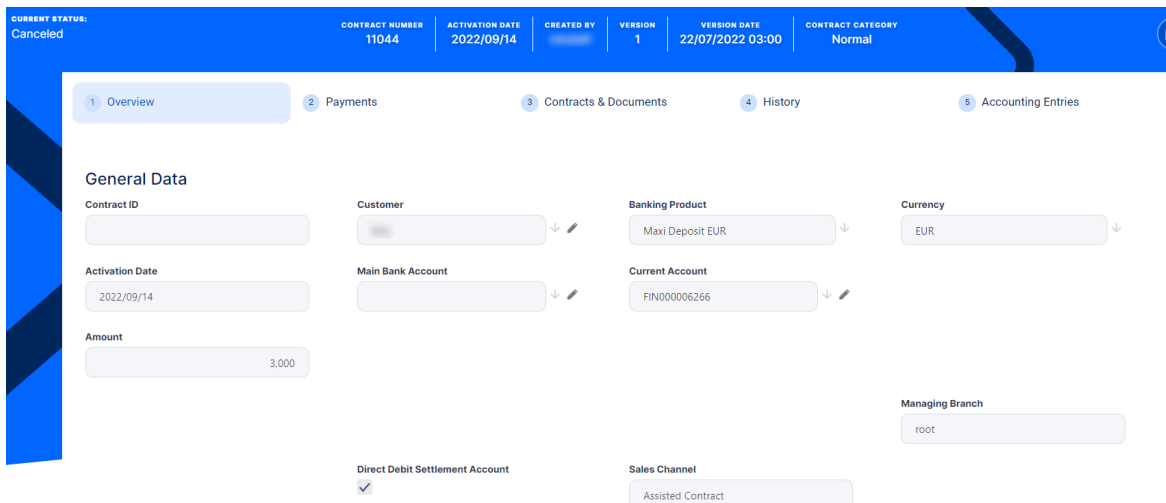 CURRENT STATUS:
Canceled
CONTRACT NUMBER
11044
ACTIVATION DATE
2022/09/14
CREATED BY
VERSION
1
VERSION DATE
22/07/2022 03:00
CONTRACT CATEGORY
Normal
1 Overview
2 Payments
3 Contracts & Documents
4 History
5 Accounting Entries
General Data
Contract ID
Customer
Banking Product
Maxi Deposit EUR
Currency
EUR
Activation Date
2022/09/14
Main Bank Account
Current Account
FIN000006266
Amount
3,000
Managing Branch
root
Direct Debit Settlement Account
Sales Channel
Assisted Contract